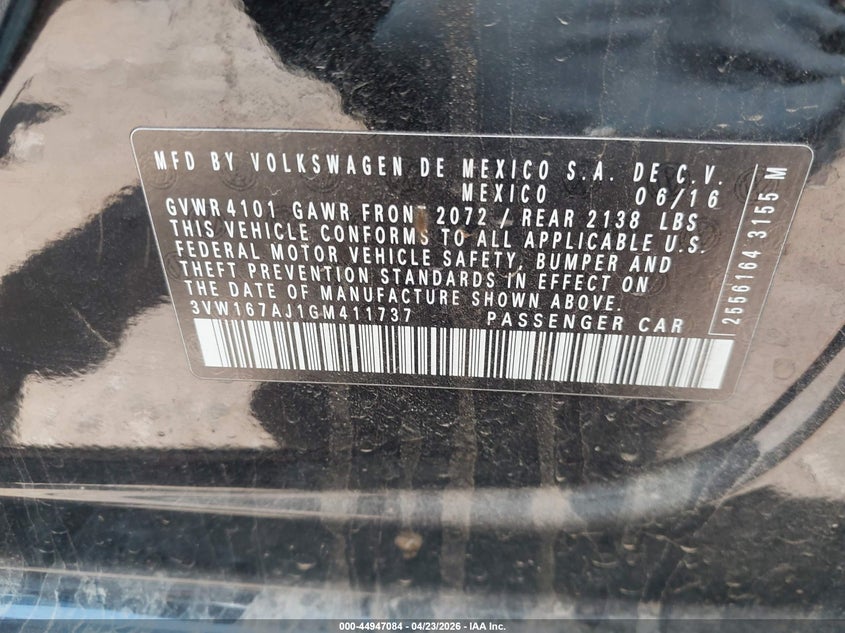 MFD BY VOLKSWAGEN DE MEXICO S.A. DE C.V.
MEXICO 06/16
GVWR 4101 GAWR FRONT 2072 / REAR 2138 LBS
THIS VEHICLE CONFORMS TO ALL APPLICABLE U.S.
FEDERAL MOTOR VEHICLE SAFETY, BUMPER AND
THEFT PREVENTION STANDARDS IN EFFECT ON
THE DATE OF MANUFACTURE SHOWN ABOVE.
3VW167AJ1GM411737 PASSENGER CAR
2556164 3155 M
000-44947084 - 04/23/2026 - IAA Inc.